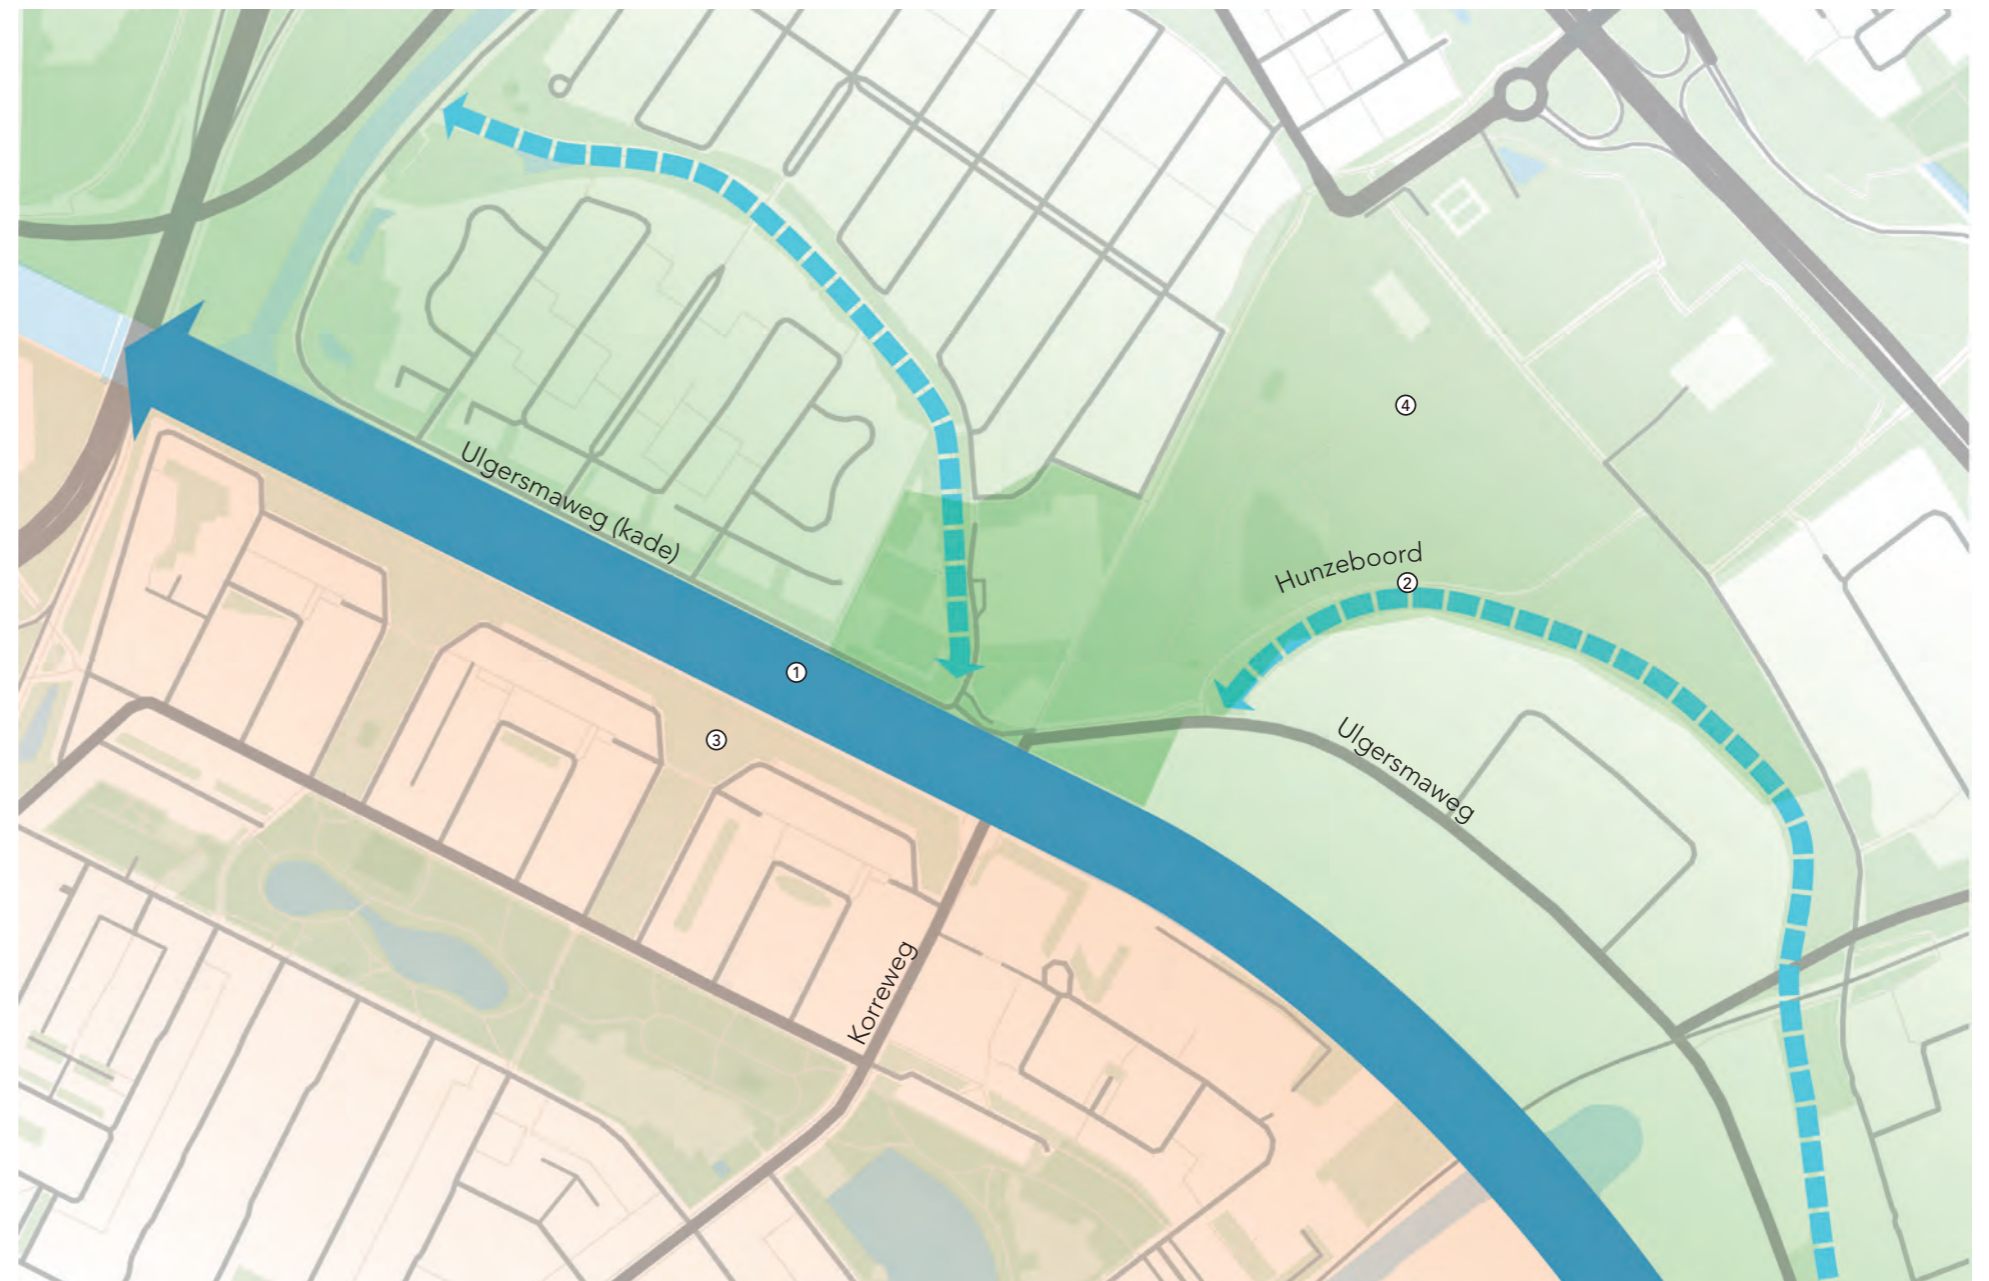 ④
Ulgersmaweg (kade)
Hunzeboord
②
①
Ulgersmaweg
③
Korreweg